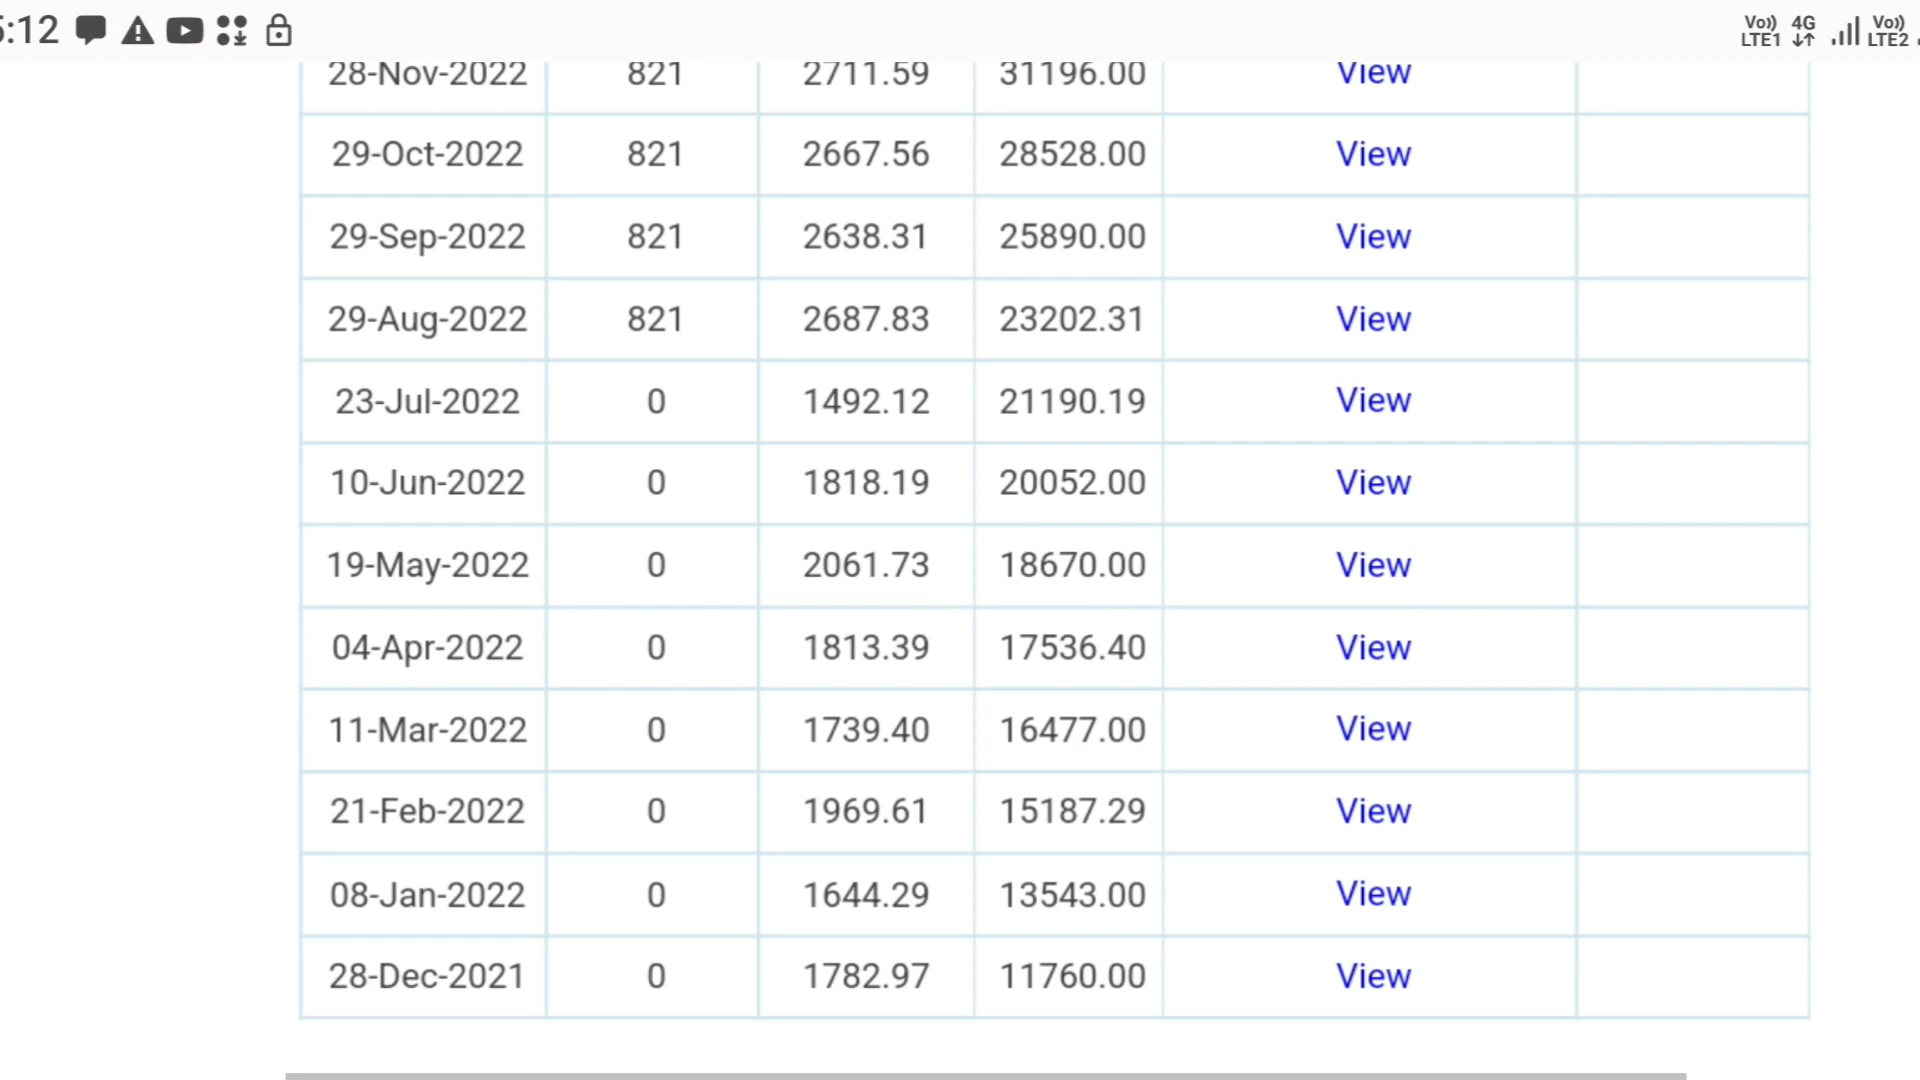 5:12 Vo)) LTE1 4G Vo)) LTE2
28-Nov-2022 821 2711.59 31196.00 View
29-Oct-2022 821 2667.56 28528.00 View
29-Sep-2022 821 2638.31 25890.00 View
29-Aug-2022 821 2687.83 23202.31 View
23-Jul-2022 0 1492.12 21190.19 View
10-Jun-2022 0 1818.19 20052.00 View
19-May-2022 0 2061.73 18670.00 View
04-Apr-2022 0 1813.39 17536.40 View
11-Mar-2022 0 1739.40 16477.00 View
21-Feb-2022 0 1969.61 15187.29 View
08-Jan-2022 0 1644.29 13543.00 View
28-Dec-2021 0 1782.97 11760.00 View